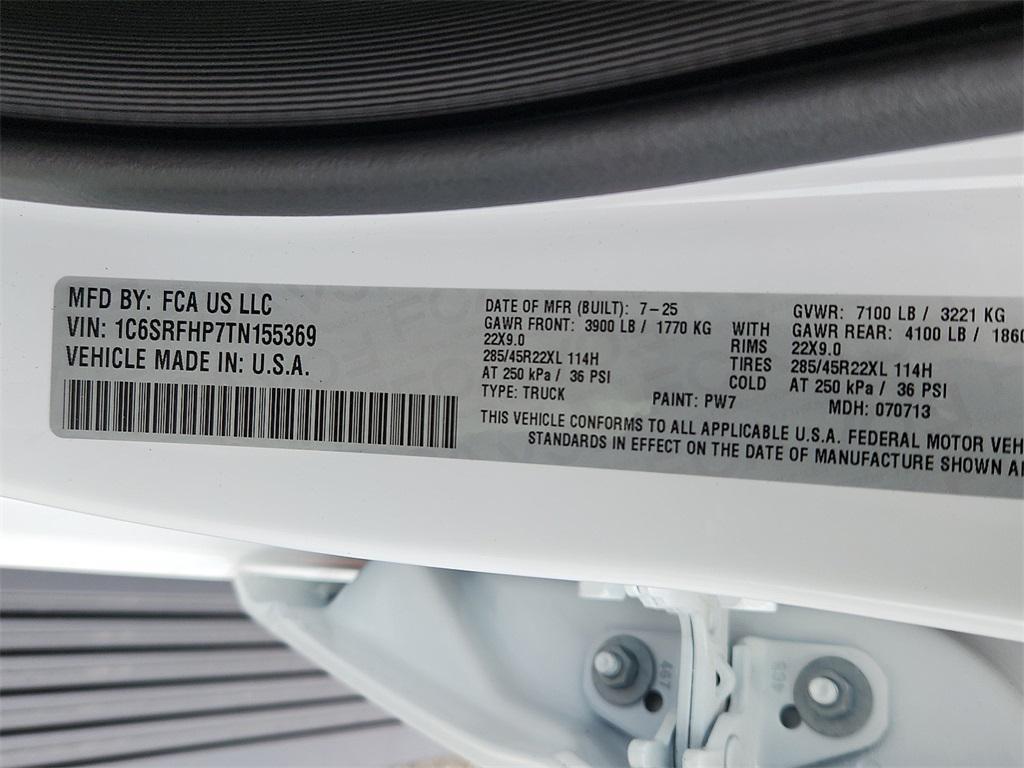 MFD BY: FCA US LLC
VIN: 1C6SRFHP7TN155369
VEHICLE MADE IN: U.S.A.
DATE OF MFR (BUILT): 7-25
GAWR FRONT: 3900 LB / 1770 KG
22X9.0
285/45R22XL 114H
AT 250 kPa / 36 PSI
TYPE: TRUCK
PAINT: PW7
WITH
RIMS
TIRES
COLD
GVWR: 7100 LB / 3221 KG
GAWR REAR: 4100 LB / 1860
22X9.0
285/45R22XL 114H
AT 250 kPa / 36 PSI
MDH: 070713
THIS VEHICLE CONFORMS TO ALL APPLICABLE U.S.A. FEDERAL MOTOR VEH
STANDARDS IN EFFECT ON THE DATE OF MANUFACTURE SHOWN A
467